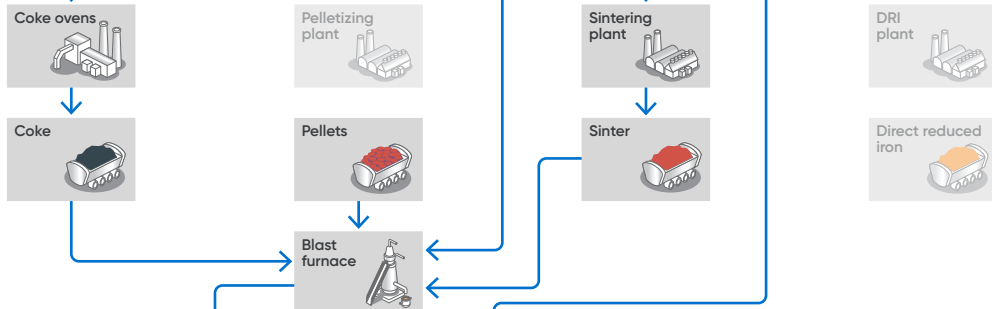 Coke ovens
Pelletizing
plant
Sintering
plant
DRI
plant
Coke
Pellets
Sinter
Direct reduced
iron
Blast
furnace